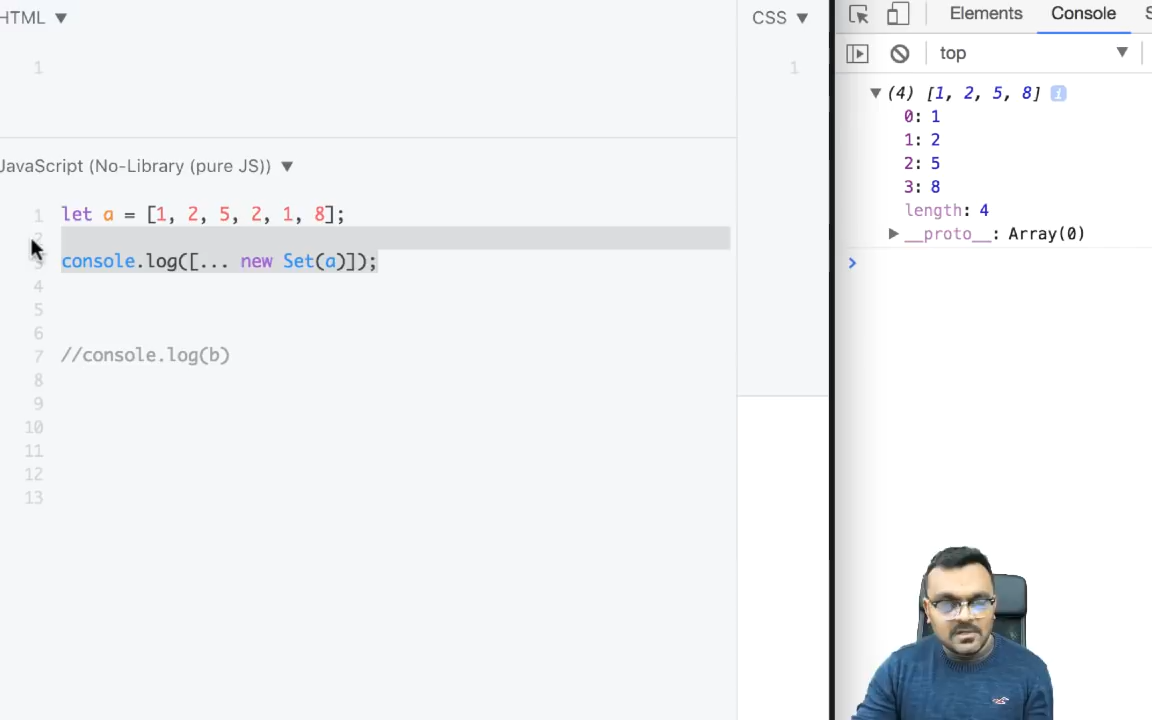 HTML ▼
1
CSS ▼
1
JavaScript (No-Library (pure JS)) ▼
1 let a = [1, 2, 5, 2, 1, 8];
2
3 console.log([... new Set(a)]);
4
5
6
7 //console.log(b)
8
9
10
11
12
13
Elements Console S
top ▼
▼ (4) [1, 2, 5, 8] i
0: 1
1: 2
2: 5
3: 8
length: 4
▶ __proto__: Array(0)
>